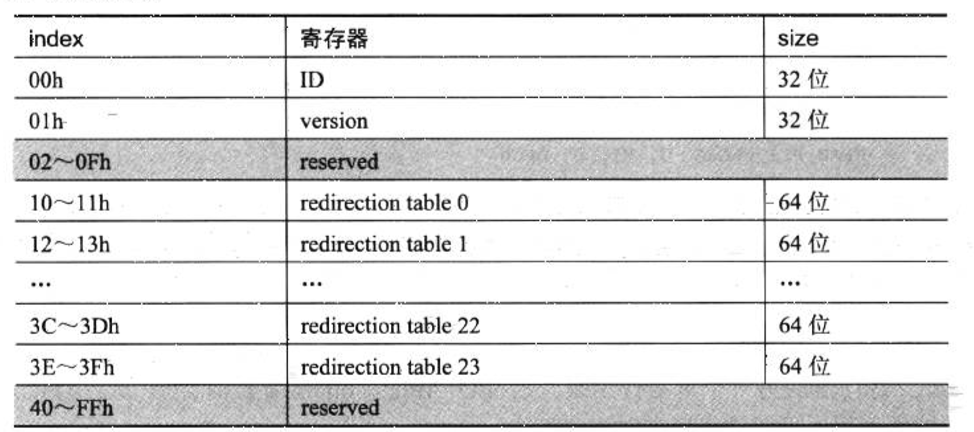 index 寄存器 size
00h ID 32 位
01h version 32 位
02～0Fh reserved
10～11h redirection table 0 64 位
12～13h redirection table 1 64 位
... ... ...
3C～3Dh redirection table 22 64 位
3E～3Fh redirection table 23 64 位
40～FFh reserved